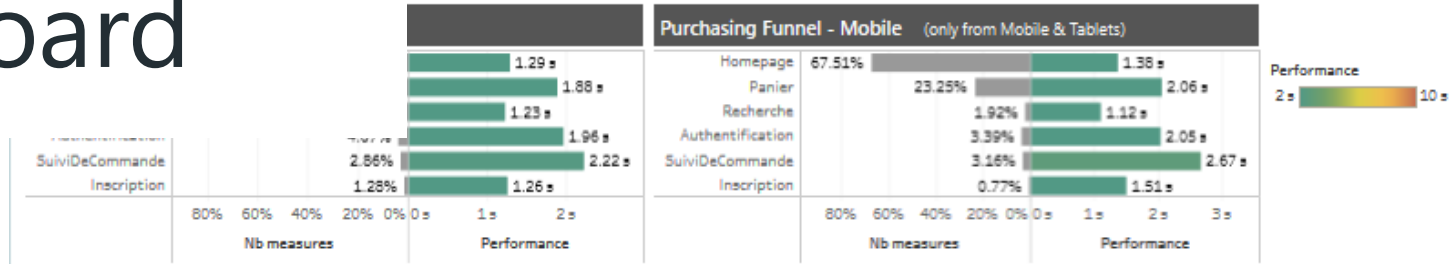 oard
1.29 s
1.88 s
1.23 s
1.96 s
SuiviDeCommande 2.86% 2.22 s
Inscription 1.28% 1.26 s
80% 60% 40% 20% 0% 0 s 1 s 2 s
Nb measures Performance
Purchasing Funnel - Mobile (only from Mobile & Tablets)
Homepage 67.51% 1.38 s
Panier 23.25% 2.06 s
Recherche 1.92% 1.12 s
Authentification 3.39% 2.05 s
SuiviDeCommande 3.16% 2.67 s
Inscription 0.77% 1.51 s
80% 60% 40% 20% 0% 0 s 1 s 2 s 3 s
Nb measures Performance
Performance
2 s 10 s